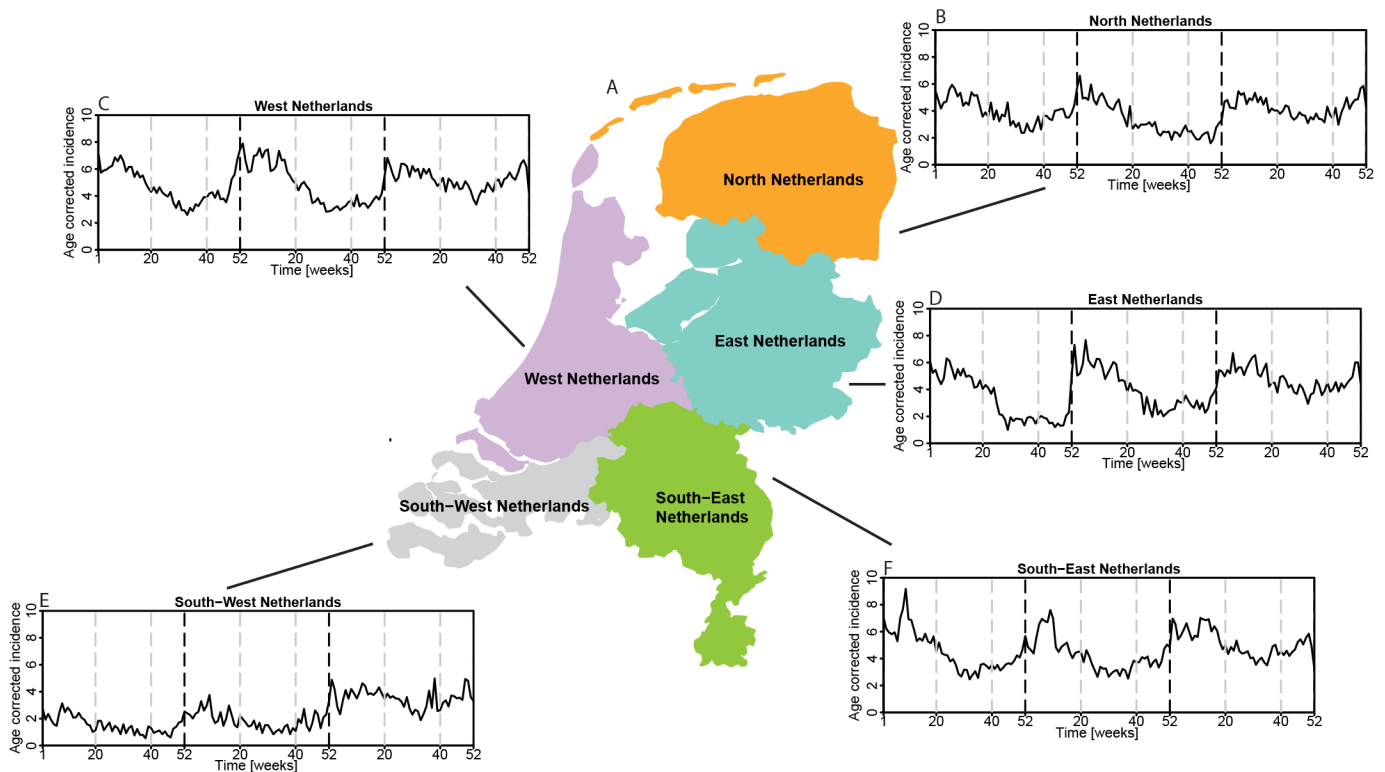 A
North Netherlands
East Netherlands
West Netherlands
South−West Netherlands
South−East
Netherlands
B
North Netherlands
Age corrected incidence
0 2 4 6 8 10
1 20 40 52 20 40 52 20 40 52
Time [weeks]
C
West Netherlands
Age corrected incidence
0 2 4 6 8 10
1 20 40 52 20 40 52 20 40 52
Time [weeks]
D
East Netherlands
Age corrected incidence
0 2 4 6 8 10
1 20 40 52 20 40 52 20 40 52
Time [weeks]
E
South−West Netherlands
Age corrected incidence
0 2 4 6 8 10
1 20 40 52 20 40 52 20 40 52
Time [weeks]
F
South−East Netherlands
Age corrected incidence
0 2 4 6 8 10
1 20 40 52 20 40 52 20 40 52
Time [weeks]